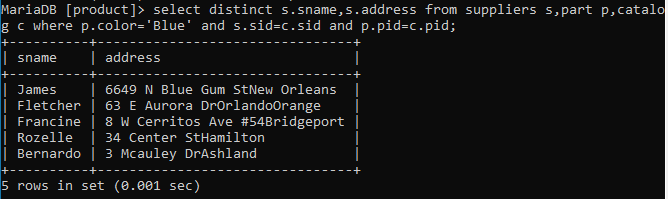 MariaDB [product]> select distinct s.sname,s.address from suppliers s,part p,catalo
g c where p.color='Blue' and s.sid=c.sid and p.pid=c.pid;
+----------+-------------------------------+
| sname    | address                       |
+----------+-------------------------------+
| James    | 6649 N Blue Gum StNew Orleans |
| Fletcher | 63 E Aurora DrOrlandoOrange   |
| Francine | 8 W Cerritos Ave #54Bridgeport |
| Rozelle  | 34 Center StHamilton          |
| Bernardo | 3 Mcauley DrAshland           |
+----------+-------------------------------+
5 rows in set (0.001 sec)